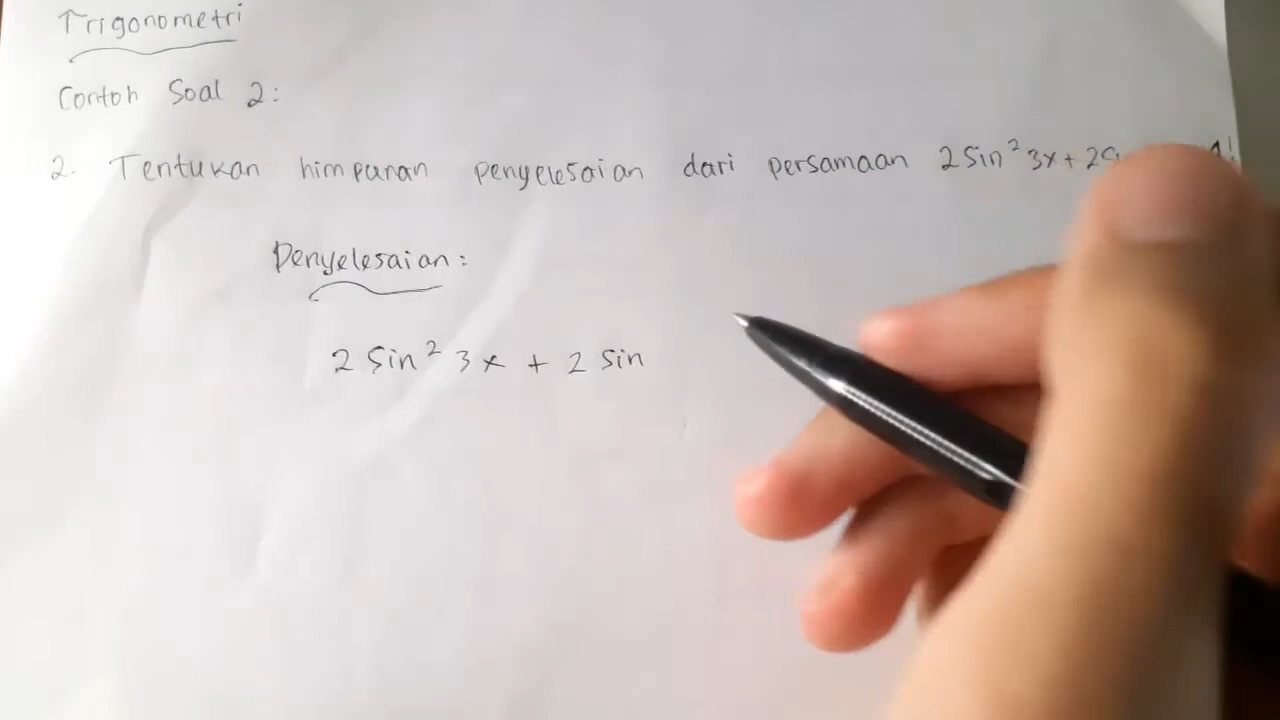 Trigonometri
Contoh Soal 2:
2. Tentukan himpunan penyelesaian dari persamaan 2 Sin² 3x +
Penyelesaian:
2 Sin² 3x + 2 Sin